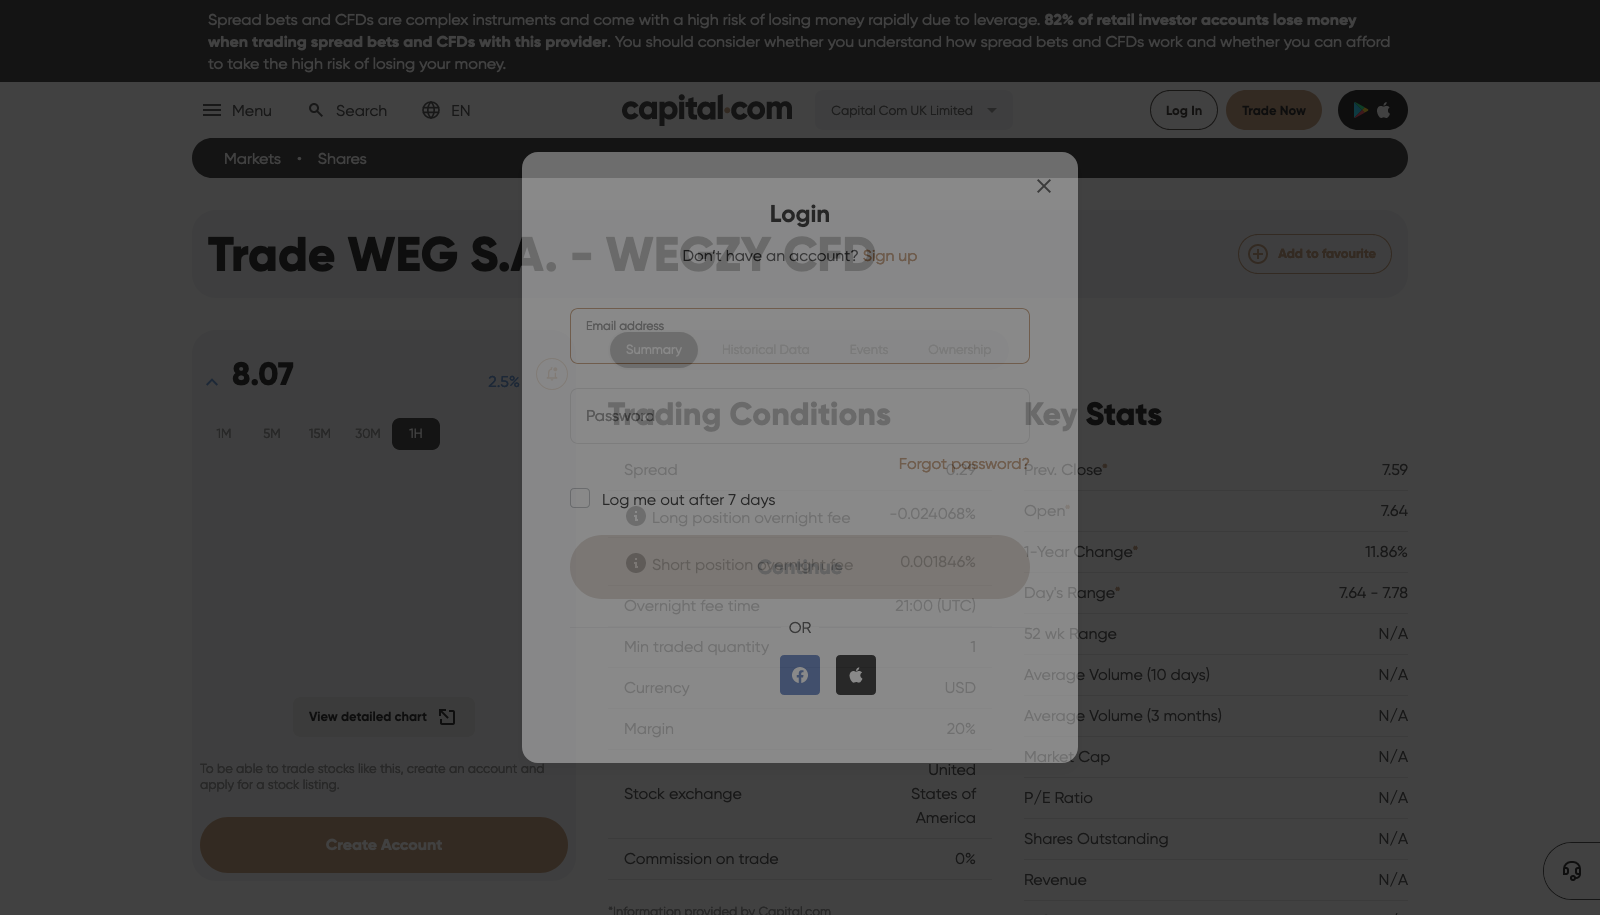 Spread bets and CFDs are complex instruments and come with a high risk of losing money rapidly due to leverage. 82% of retail investor accounts lose money
when trading spread bets and CFDs with this provider. You should consider whether you understand how spread bets and CFDs work and whether you can afford
to take the high risk of losing your money.
Menu
Search
EN
capital.com
Capital Com UK Limited
Log In
Trade Now
Markets • Shares
Login
Trade WEG S.A. - WEGZY CFD
Add to favourite
Don't have an account? Sign up
Email address
Password
Forgot password?
Log me out after 7 days
Continue
OR
8.07
2.5%
1M
5M
15M
30M
1H
View detailed chart
To be able to trade stocks like this, create an account and
apply for a stock listing.
Create Account
Summary
Historical Data
Events
Ownership
Trading Conditions
Spread 0.29
Long position overnight fee -0.024068%
Short position overnight fee 0.001846%
Overnight fee time 21:00 (UTC)
Min traded quantity 1
Currency USD
Margin 20%
Stock exchange
United
States of
America
Commission on trade 0%
*Information provided by Capital.com
Key Stats
Prev. Close* 7.59
Open* 7.64
1-Year Change* 11.86%
Day's Range* 7.64 - 7.78
52 wk Range N/A
Average Volume (10 days) N/A
Average Volume (3 months) N/A
Market Cap N/A
P/E Ratio N/A
Shares Outstanding N/A
Revenue N/A